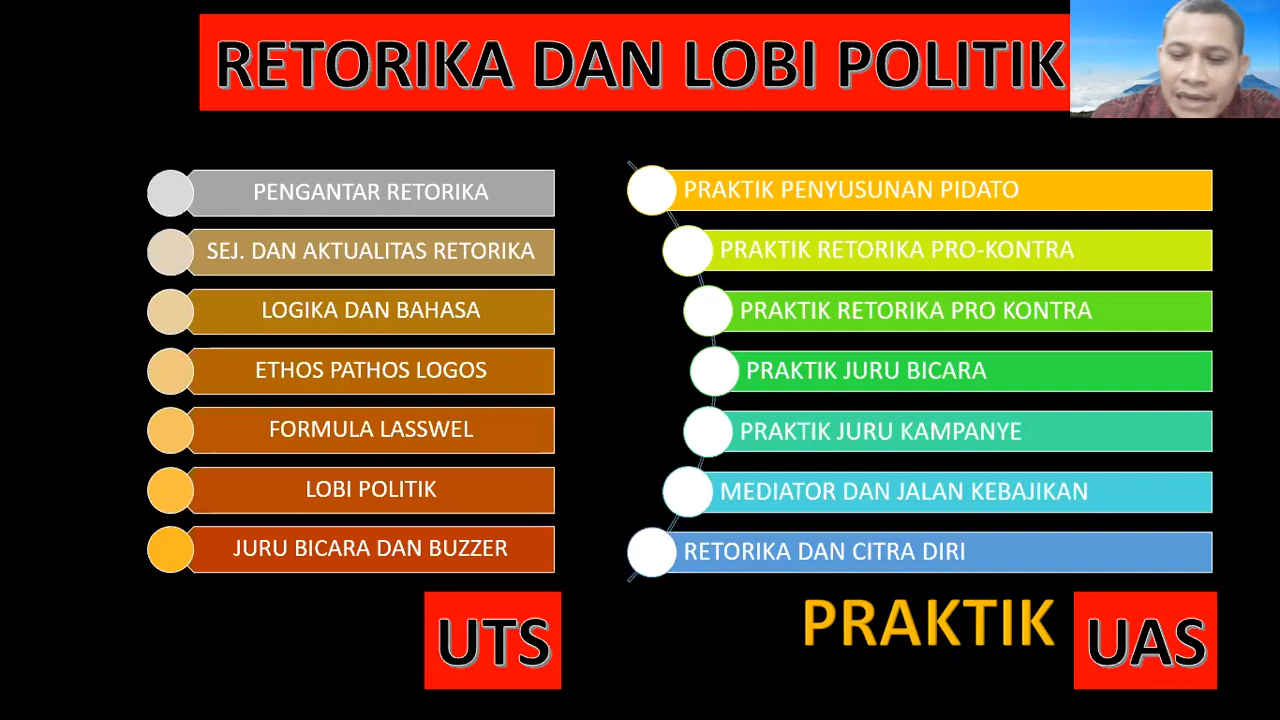 RETORIKA DAN LOBI POLITIK
PENGANTAR RETORIKA
SEJ. DAN AKTUALITAS RETORIKA
LOGIKA DAN BAHASA
ETHOS PATHOS LOGOS
FORMULA LASSWEL
LOBI POLITIK
JURU BICARA DAN BUZZER
UTS
PRAKTIK PENYUSUNAN PIDATO
PRAKTIK RETORIKA PRO-KONTRA
PRAKTIK RETORIKA PRO KONTRA
PRAKTIK JURU BICARA
PRAKTIK JURU KAMPANYE
MEDIATOR DAN JALAN KEBAJIKAN
RETORIKA DAN CITRA DIRI
PRAKTIK
UAS